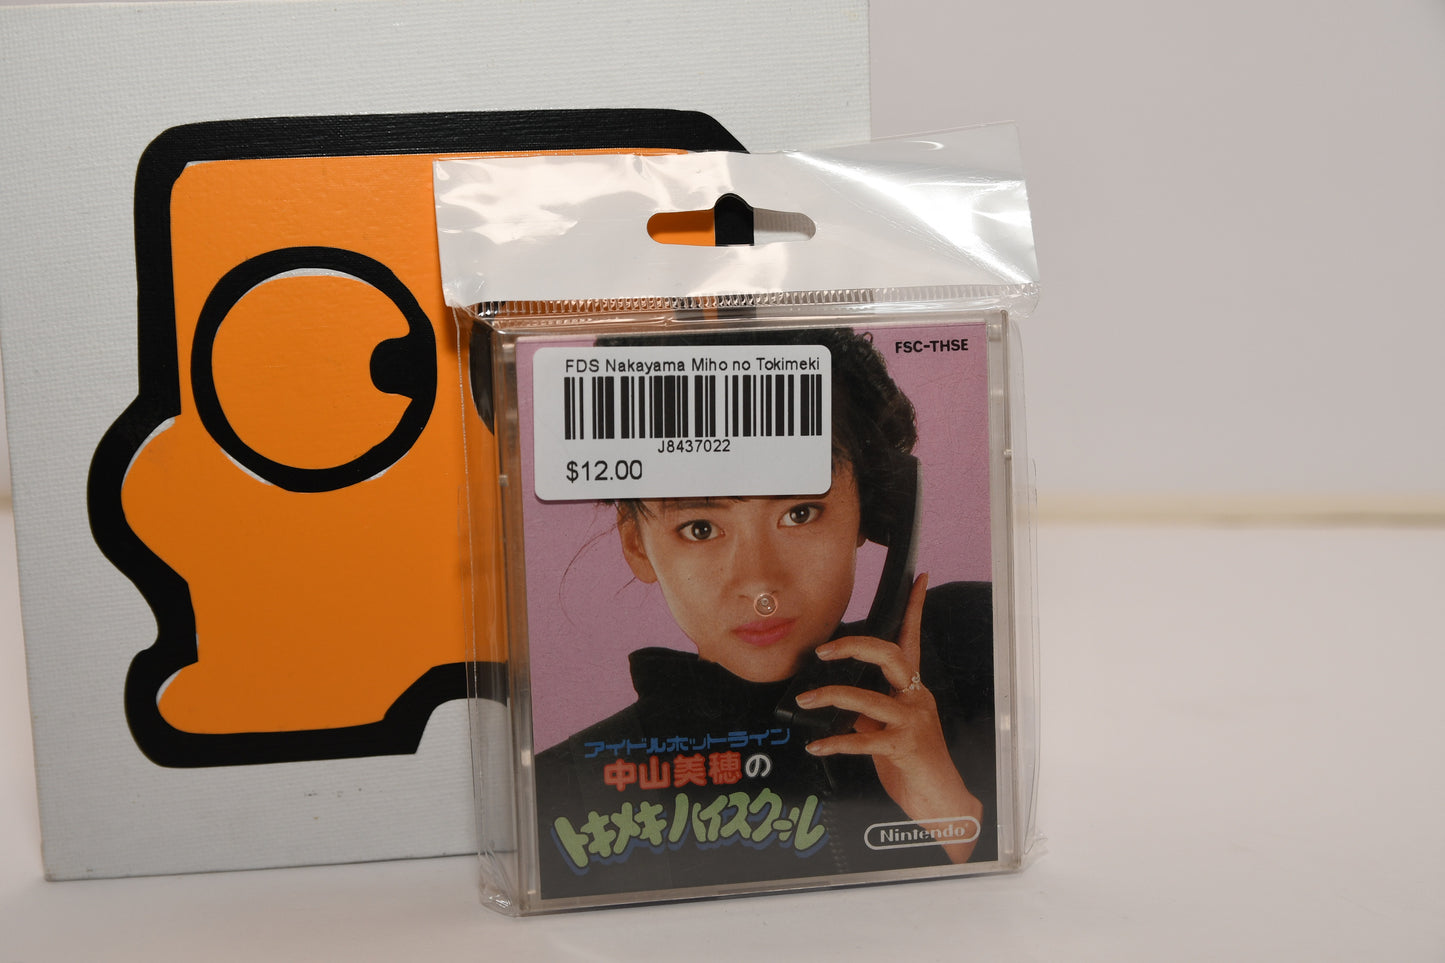 FSC-THSE
FDS Nakayama Miho no Tokimeki
J8437022
$12.00
アイドルホットライン
中山美穂の
トキメキハイスクール
Nintendo®